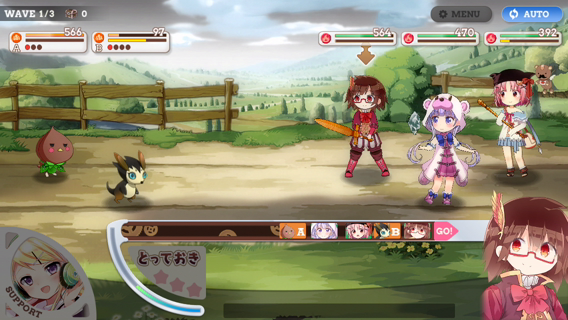 WAVE 1/3 0
MENU
AUTO
566
A
97
B
564
470
392
A
B
GO!
とっておき
SUPPORT